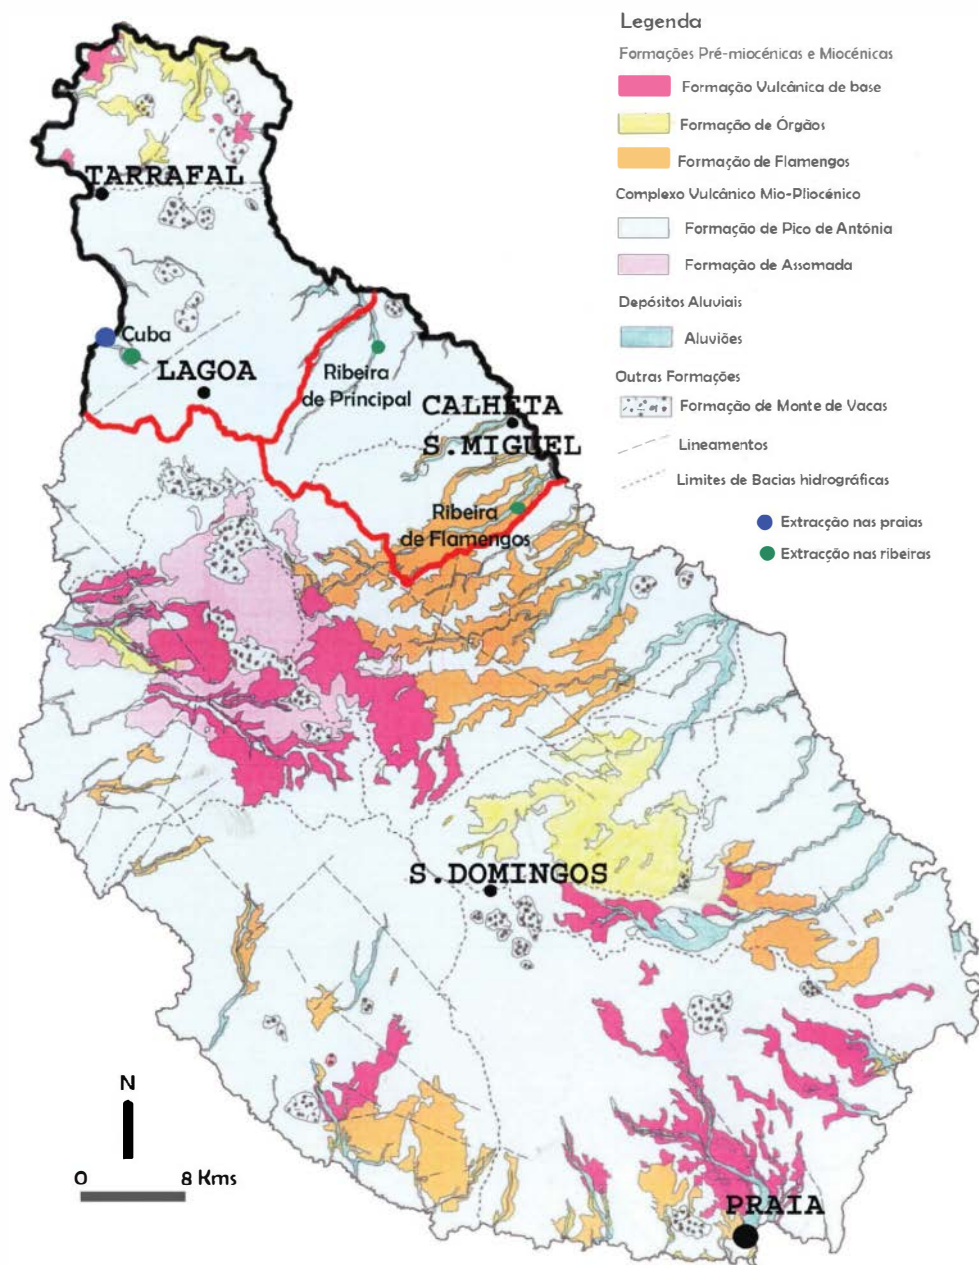 Legenda
Formações Pré-miocénicas e Miocénicas
Formação Vulcânica de base
Formação de Órgãos
Formação de Flamengos
Complexo Vulcânico Mio-Pliocénico
Formação de Pico de Antónia
Formação de Assomada
Depósitos Aluviais
Aluviões
Outras Formações
Formação de Monte de Vacas
Lineamentos
Limites de Bacias hidrográficas
Extracção nas praias
Extracção nas ribeiras
TARRAFAL
Cuba
LAGOA
Ribeira
de Principal
CALHETA
S.MIGUEL
Ribeira
de Flamengos
S.DOMINGOS
PRAIA
N
0 8 Kms